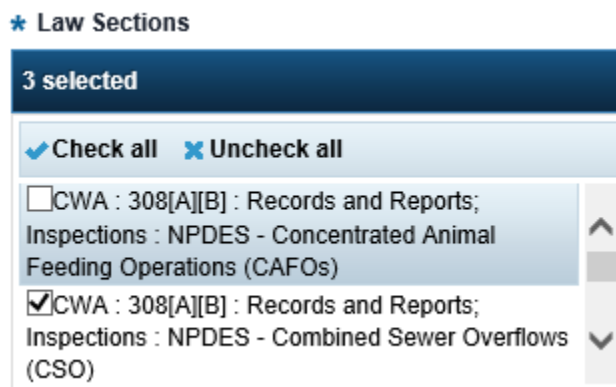 * Law Sections
3 selected
Check all Uncheck all
CWA : 308[A][B] : Records and Reports;
Inspections : NPDES - Concentrated Animal
Feeding Operations (CAFOs)
CWA : 308[A][B] : Records and Reports;
Inspections : NPDES - Combined Sewer Overflows
(CSO)